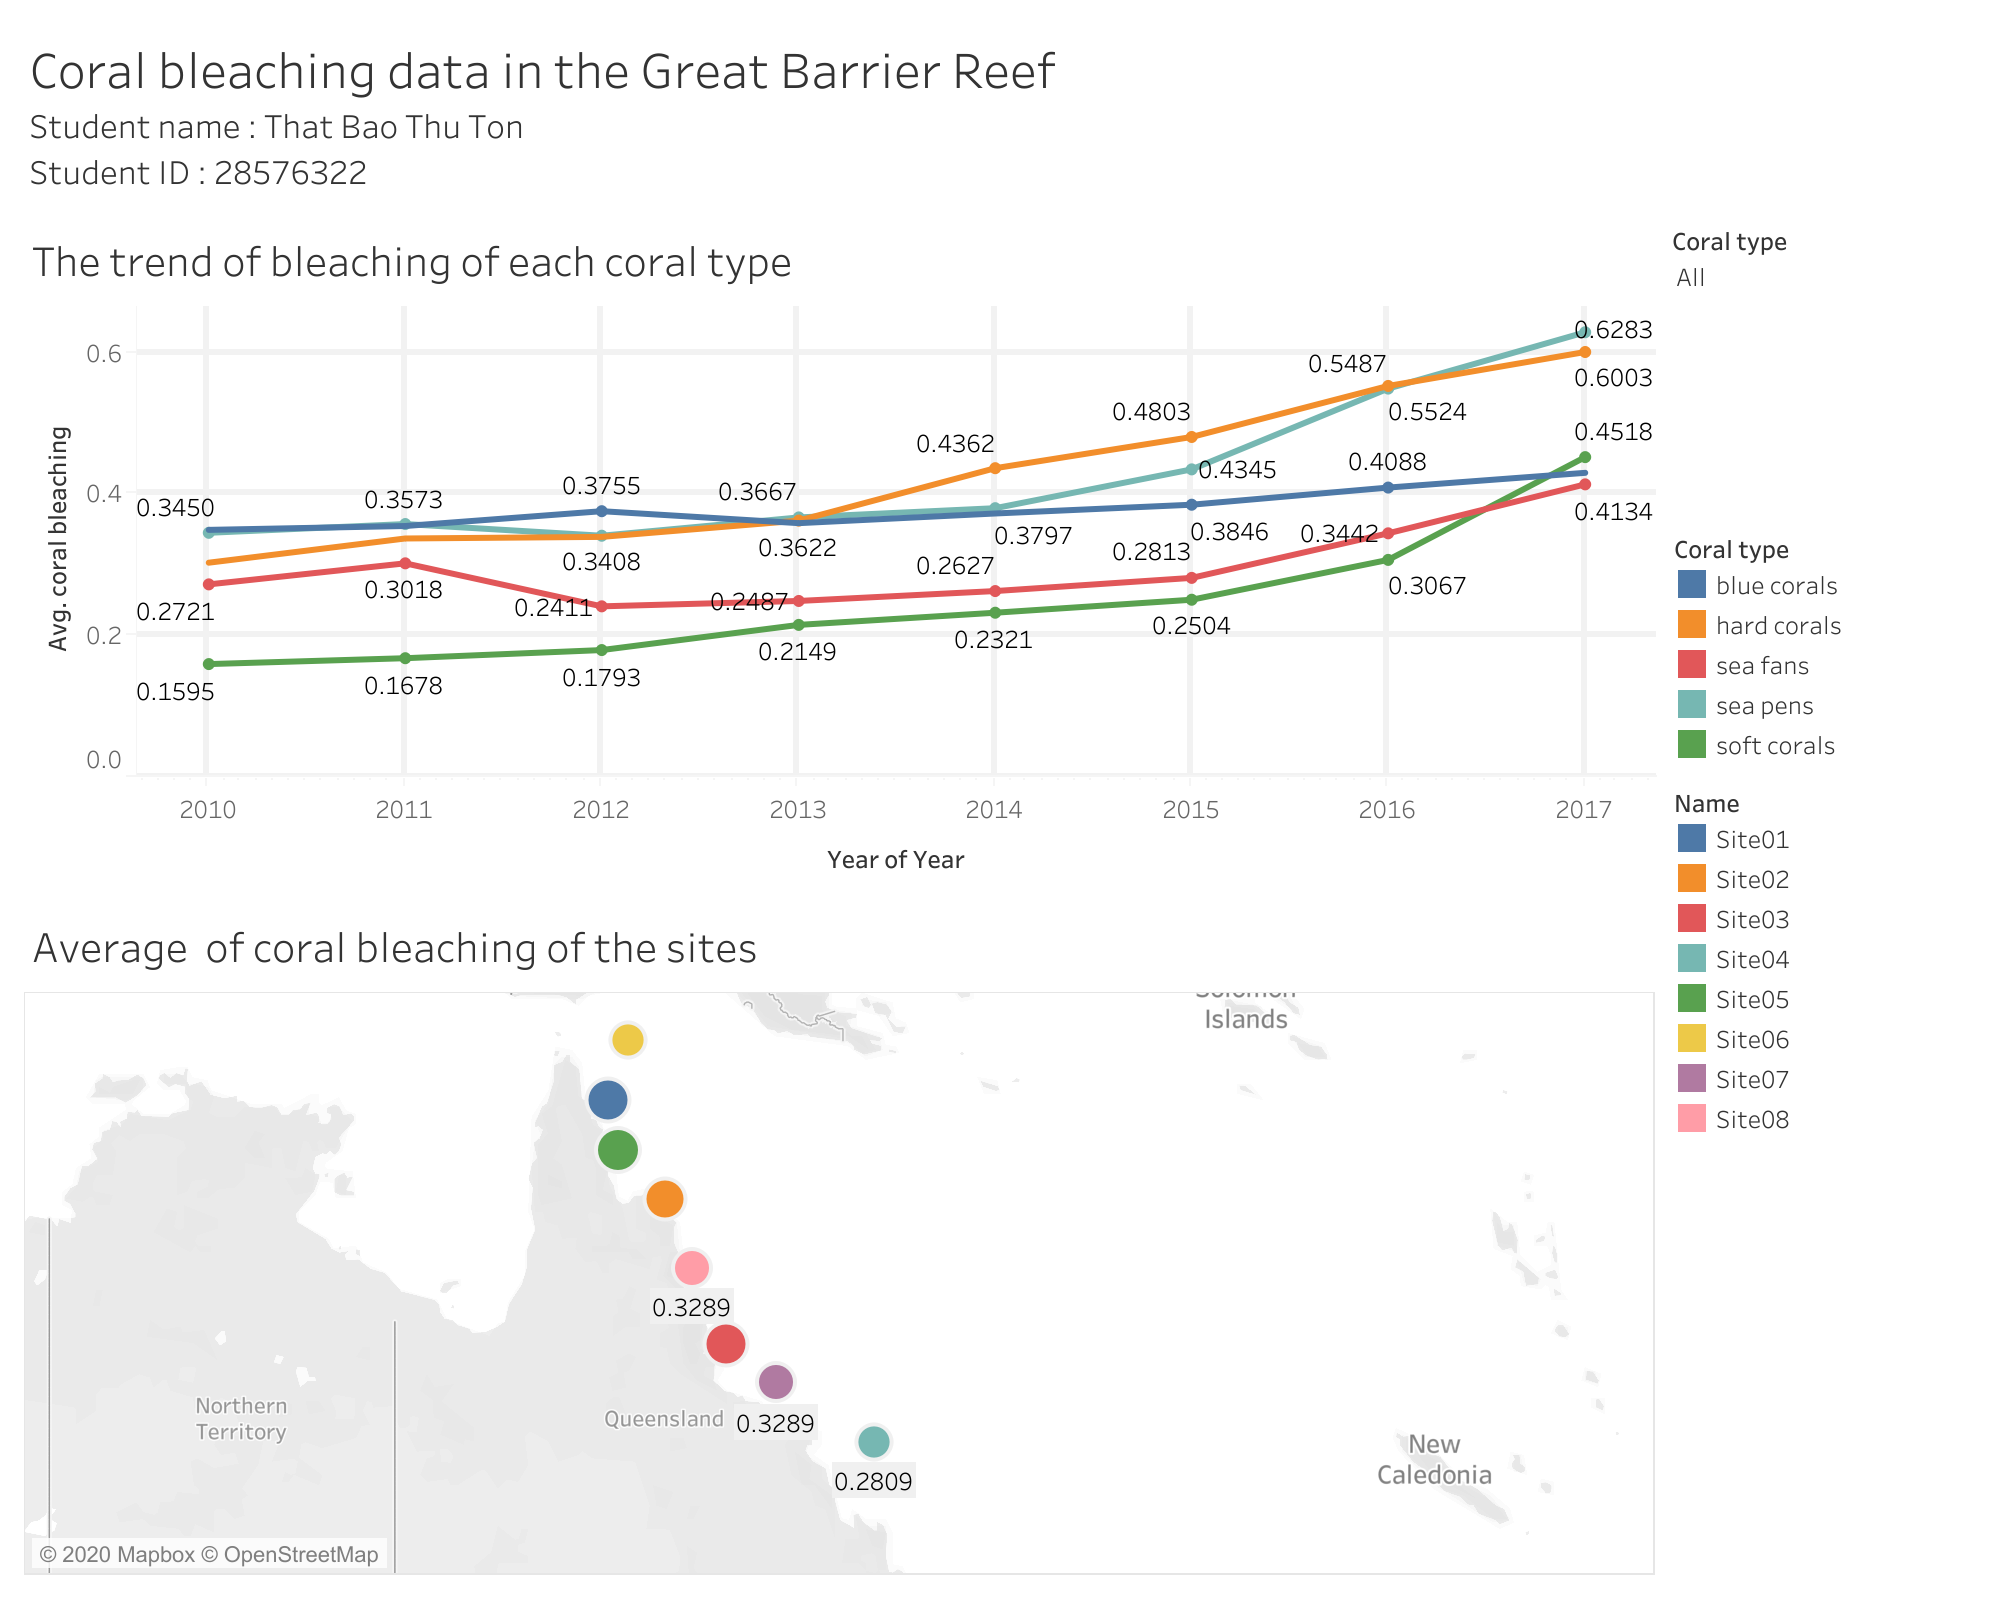 Coral bleaching data in the Great Barrier Reef
Student name : That Bao Thu Ton
Student ID : 28576322
The trend of bleaching of each coral type
Avg. coral bleaching
0.6
0.4
0.2
0.0
0.3450
0.2721
0.1595
0.3573
0.3018
0.1678
0.3755
0.3408
0.2411
0.1793
0.3667
0.3622
0.2487
0.2149
0.4362
0.3797
0.2627
0.2321
0.4803
0.4345
0.3846
0.2813
0.2504
0.5487
0.5524
0.4088
0.3442
0.3067
0.6283
0.6003
0.4518
0.4134
2010 2011 2012 2013 2014 2015 2016 2017
Year of Year
Coral type
All
Coral type
blue corals
hard corals
sea fans
sea pens
soft corals
Name
Site01
Site02
Site03
Site04
Site05
Site06
Site07
Site08
Average  of coral bleaching of the sites
Solomon
Islands
0.3289
Northern
Territory
Queensland
0.3289
0.2809
New
Caledonia
© 2020 Mapbox © OpenStreetMap